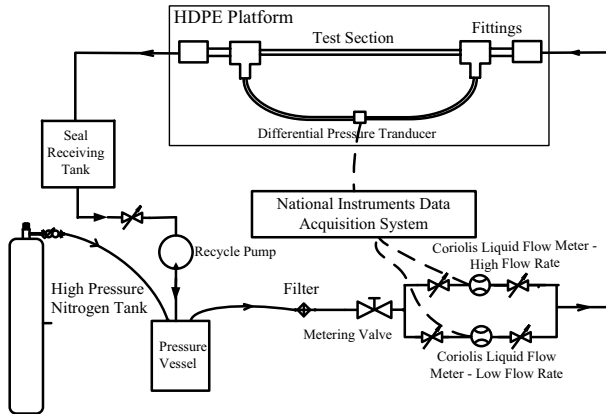 HDPE Platform
Test Section
Fittings
Differential Pressure Tranducer
Seal
Receiving
Tank
National Instruments Data
Acquisition System
Recycle Pump
Coriolis Liquid Flow Meter -
High Flow Rate
High Pressure
Nitrogen Tank
Filter
Metering Valve
Pressure
Vessel
Coriolis Liquid Flow
Meter - Low Flow Rate